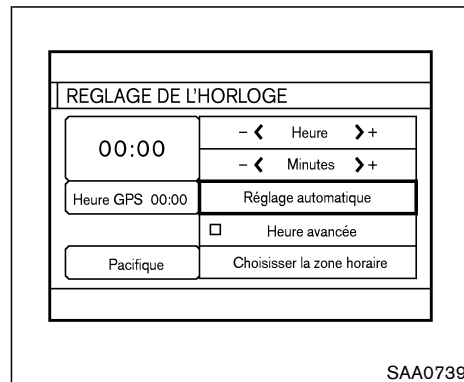 REGLAGE DE L'HORLOGE
00:00
- ❮ Heure ❯ +
- ❮ Minutes ❯ +
Heure GPS 00:00
Réglage automatique
Heure avancée
Pacifique
Choisisser la zone horaire
SAA0739